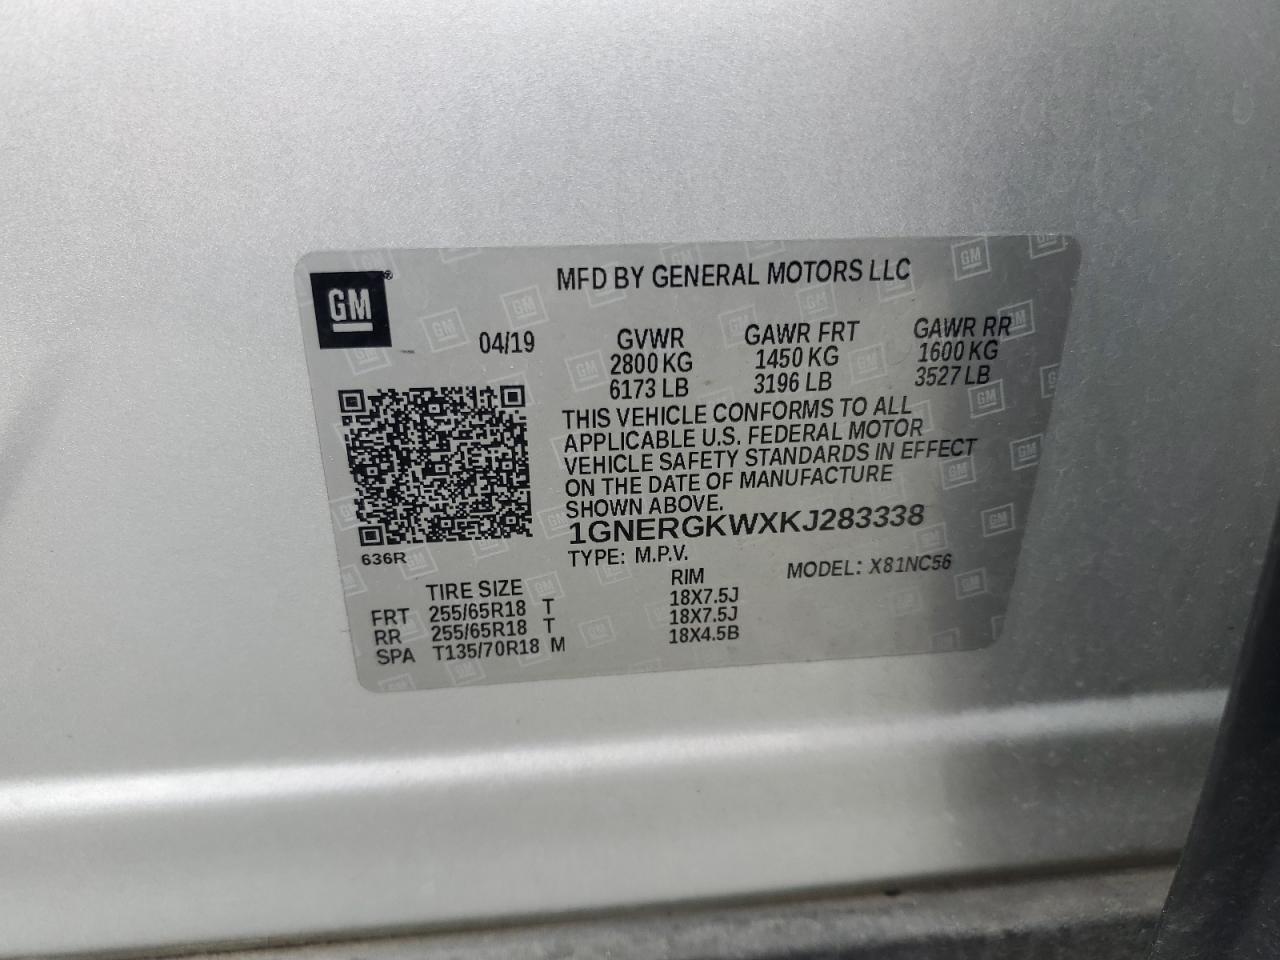 GM
MFD BY GENERAL MOTORS LLC
04/19
GVWR GAWR FRT GAWR RR
2800 KG 1450 KG 1600 KG
6173 LB 3196 LB 3527 LB
THIS VEHICLE CONFORMS TO ALL
APPLICABLE U.S. FEDERAL MOTOR
VEHICLE SAFETY STANDARDS IN EFFECT
ON THE DATE OF MANUFACTURE
SHOWN ABOVE.
1GNERGKWXKJ283338
636R
TYPE: M.P.V. MODEL: X81NC56
TIRE SIZE RIM
FRT 255/65R18 T 18X7.5J
RR 255/65R18 T 18X7.5J
SPA T135/70R18 M 18X4.5B